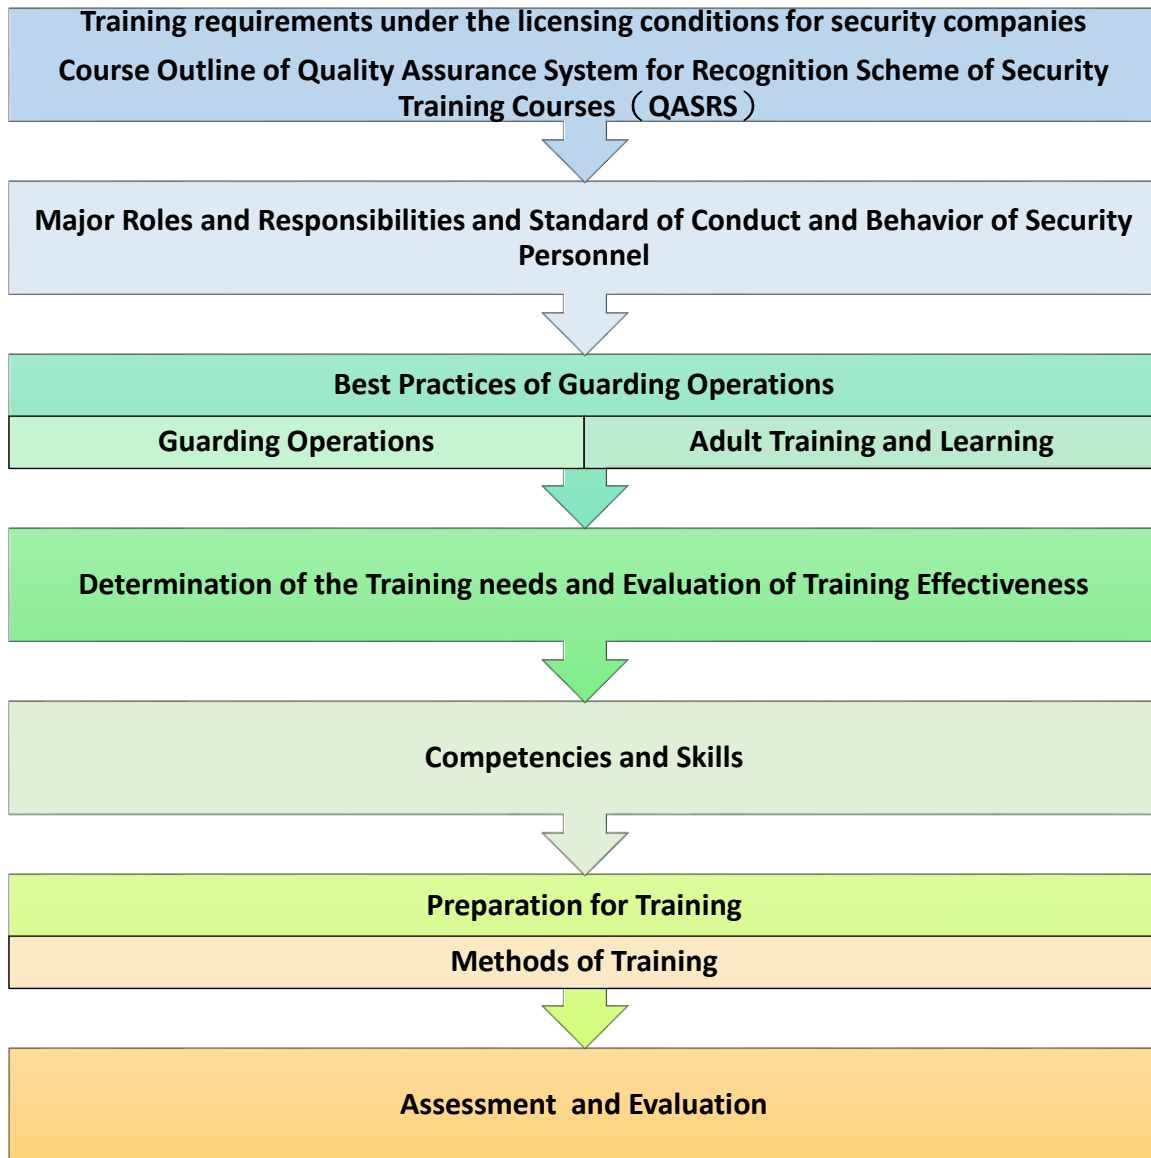 Training requirements under the licensing conditions for security companies
Course Outline of Quality Assurance System for Recognition Scheme of Security
Training Courses（QASRS）
Major Roles and Responsibilities and Standard of Conduct and Behavior of Security
Personnel
Best Practices of Guarding Operations
Guarding Operations
Adult Training and Learning
Determination of the Training needs and Evaluation of Training Effectiveness
Competencies and Skills
Preparation for Training
Methods of Training
Assessment  and Evaluation